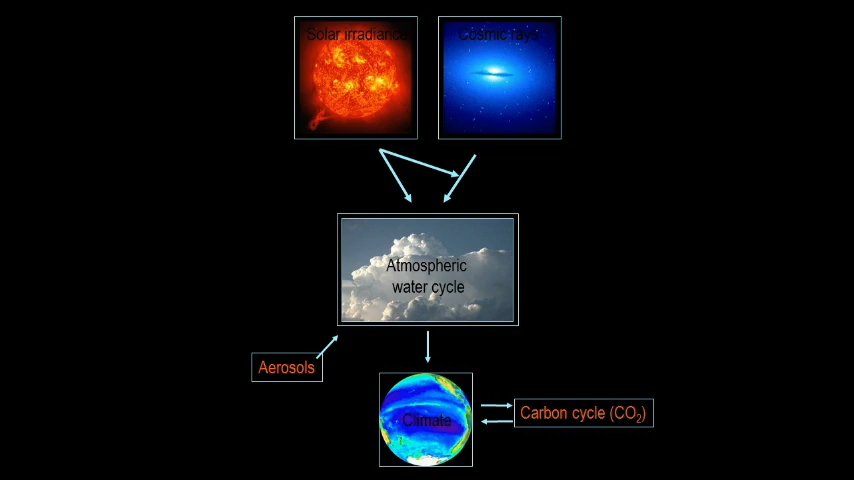 Solar irradiance
Cosmic rays
Atmospheric
water cycle
Aerosols
Climate
Carbon cycle (CO₂)